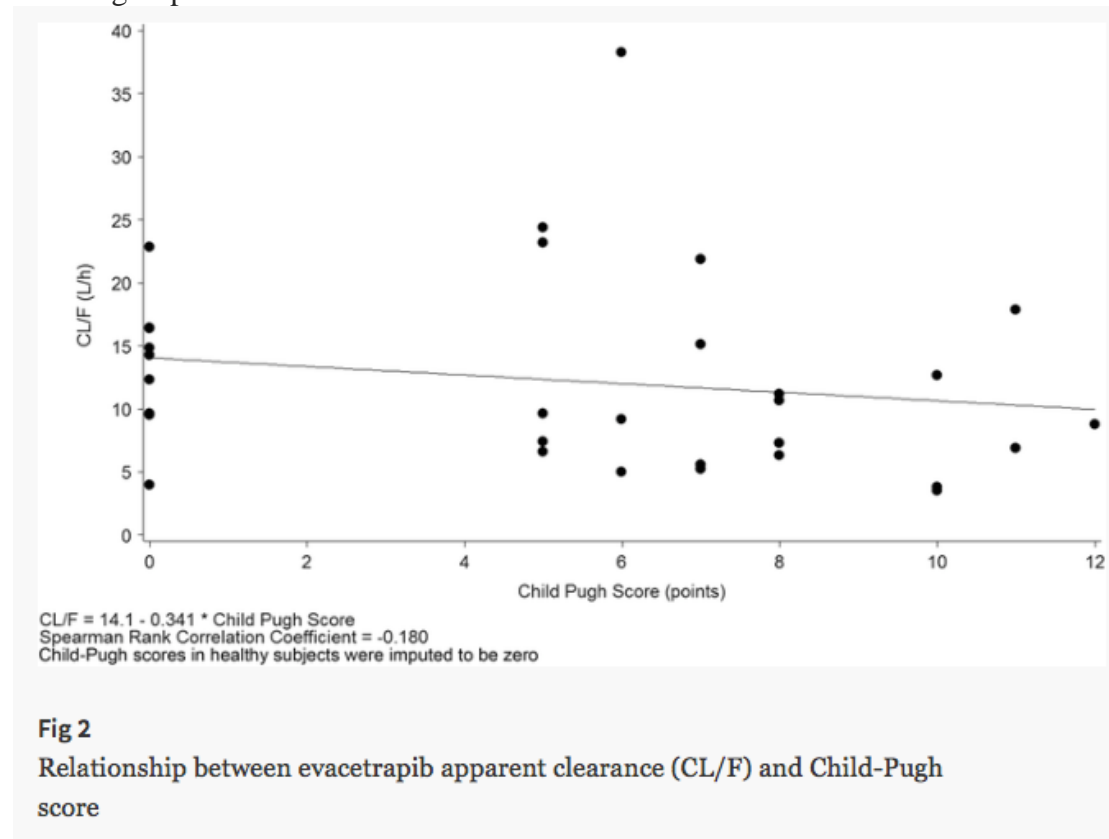 40
35
30
25
20
15
10
5
0
CL/F (L/h)
0 2 4 6 8 10 12
Child Pugh Score (points)
CL/F = 14.1 - 0.341 * Child Pugh Score
Spearman Rank Correlation Coefficient = -0.180
Child-Pugh scores in healthy subjects were imputed to be zero
Fig 2
Relationship between evacetrapib apparent clearance (CL/F) and Child-Pugh
score